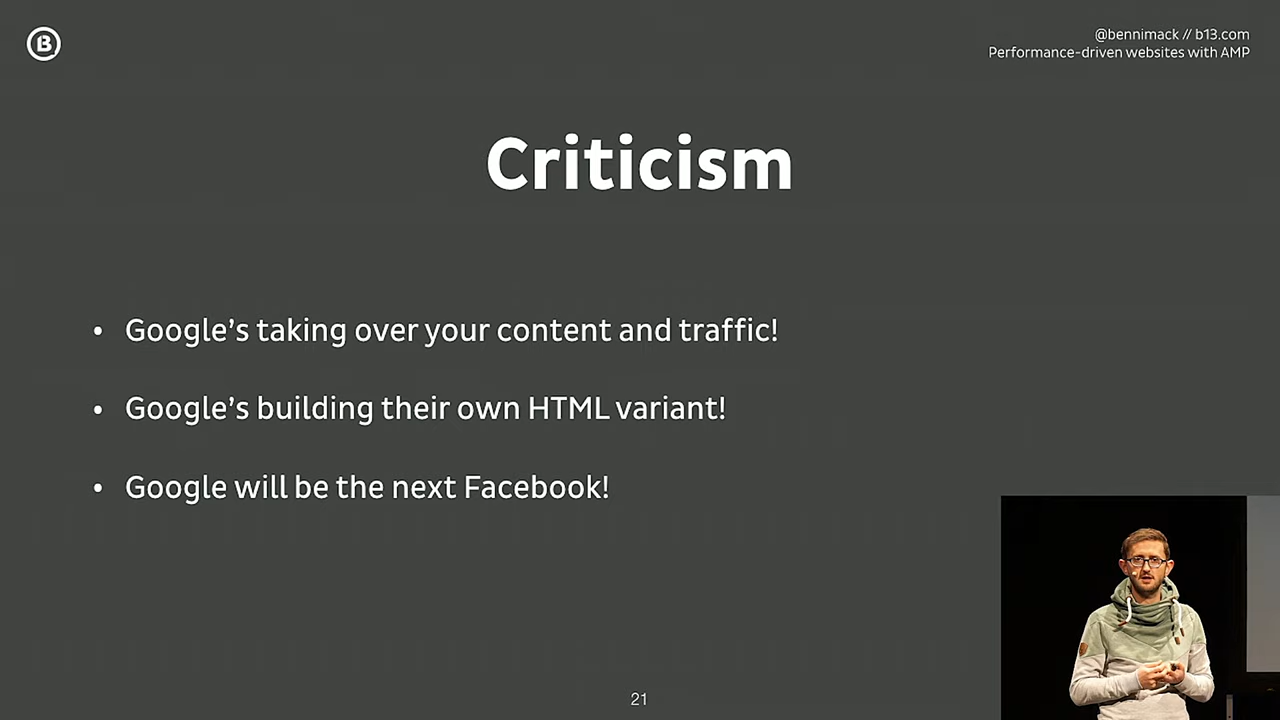 B
@bennimack // b13.com
Performance-driven websites with AMP
Criticism
• Google’s taking over your content and traffic!
• Google’s building their own HTML variant!
• Google will be the next Facebook!
21